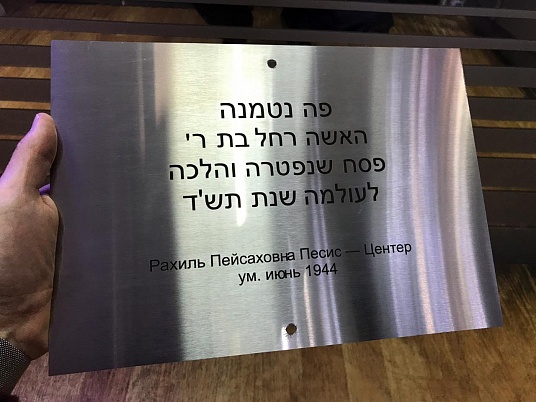 פה נטמנה
האשה רחל בת ר'
פסח שנפטרה והלכה
לעולמה שנת תש'ד
Рахиль Пейсаховна Песис — Центер
ум. июнь 1944